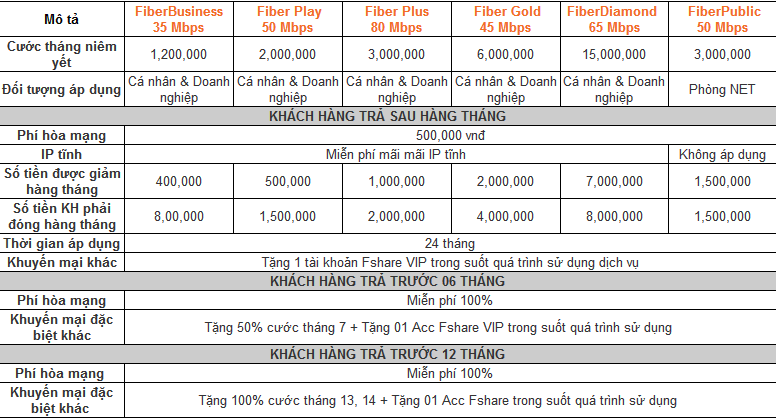 Mô tả
FiberBusiness
35 Mbps
Fiber Play
50 Mbps
Fiber Plus
80 Mbps
Fiber Gold
45 Mbps
FiberDiamond
65 Mbps
FiberPublic
50 Mbps
Cước tháng niêm
yết
1,200,000
2,000,000
3,000,000
6,000,000
15,000,000
3,000,000
Đối tượng áp dụng
Cá nhân & Doanh
nghiệp
Cá nhân & Doanh
nghiệp
Cá nhân & Doanh
nghiệp
Cá nhân & Doanh
nghiệp
Cá nhân & Doanh
nghiệp
Phòng NET
KHÁCH HÀNG TRẢ SAU HÀNG THÁNG
Phí hòa mạng
500,000 vnđ
IP tĩnh
Miễn phí mãi mãi IP tĩnh
Không áp dụng
Số tiền được giảm
hàng tháng
400,000
500,000
1,000,000
2,000,000
7,000,000
1,500,000
Số tiền KH phải
đóng hàng tháng
8,00,000
1,500,000
2,000,000
4,000,000
8,000,000
1,500,000
Thời gian áp dụng
24 tháng
Khuyến mại khác
Tặng 1 tài khoản Fshare VIP trong suốt quá trình sử dụng dịch vụ
KHÁCH HÀNG TRẢ TRƯỚC 06 THÁNG
Phí hòa mạng
Miễn phí 100%
Khuyến mại đặc
biệt khác
Tặng 50% cước tháng 7 + Tặng 01 Acc Fshare VIP trong suốt quá trình sử dụng
KHÁCH HÀNG TRẢ TRƯỚC 12 THÁNG
Phí hòa mạng
Miễn phí 100%
Khuyến mại đặc
biệt khác
Tặng 100% cước tháng 13, 14 + Tặng 01 Acc Fshare trong suốt quá trình sử dụng